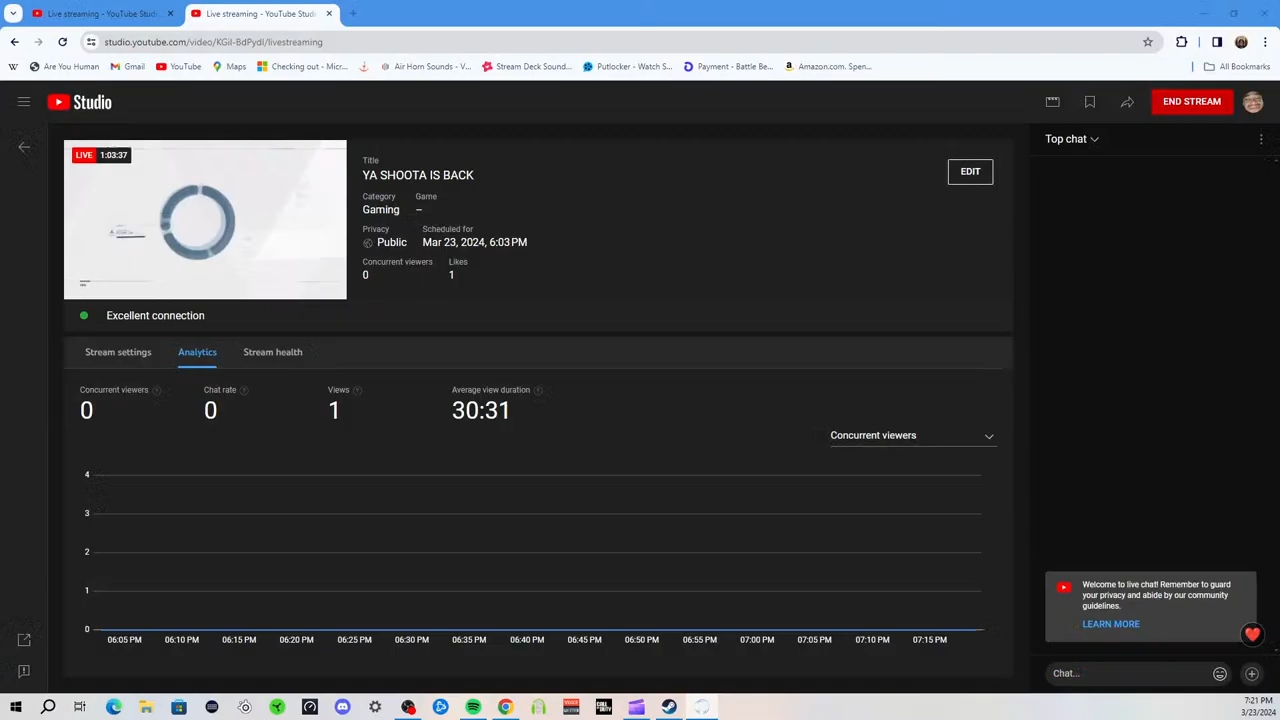 Live streaming - YouTube Studi
Live streaming - YouTube Studi
studio.youtube.com/video/KGiI-BdPydI/livestreaming
Are You Human
Gmail
YouTube
Maps
Checking out - Micr...
Air Horn Sounds - V...
Stream Deck Sound...
Putlocker - Watch S...
Payment - Battle Be...
Amazon.com. Spen...
All Bookmarks
Studio
END STREAM
LIVE 1:03:37
Title
YA SHOOTA IS BACK
EDIT
Category Game
Gaming –
Privacy Scheduled for
Public Mar 23, 2024, 6:03 PM
Concurrent viewers Likes
0 1
Excellent connection
Stream settings Analytics Stream health
Concurrent viewers Chat rate Views Average view duration
0 0 1 30:31
Concurrent viewers
4
3
2
1
0
06:05 PM 06:10 PM 06:15 PM 06:20 PM 06:25 PM 06:30 PM 06:35 PM 06:40 PM 06:45 PM 06:50 PM 06:55 PM 07:00 PM 07:05 PM 07:10 PM 07:15 PM
Top chat
Welcome to live chat! Remember to guard
your privacy and abide by our community
guidelines.
LEARN MORE
Chat...
7:21 PM
3/23/2024